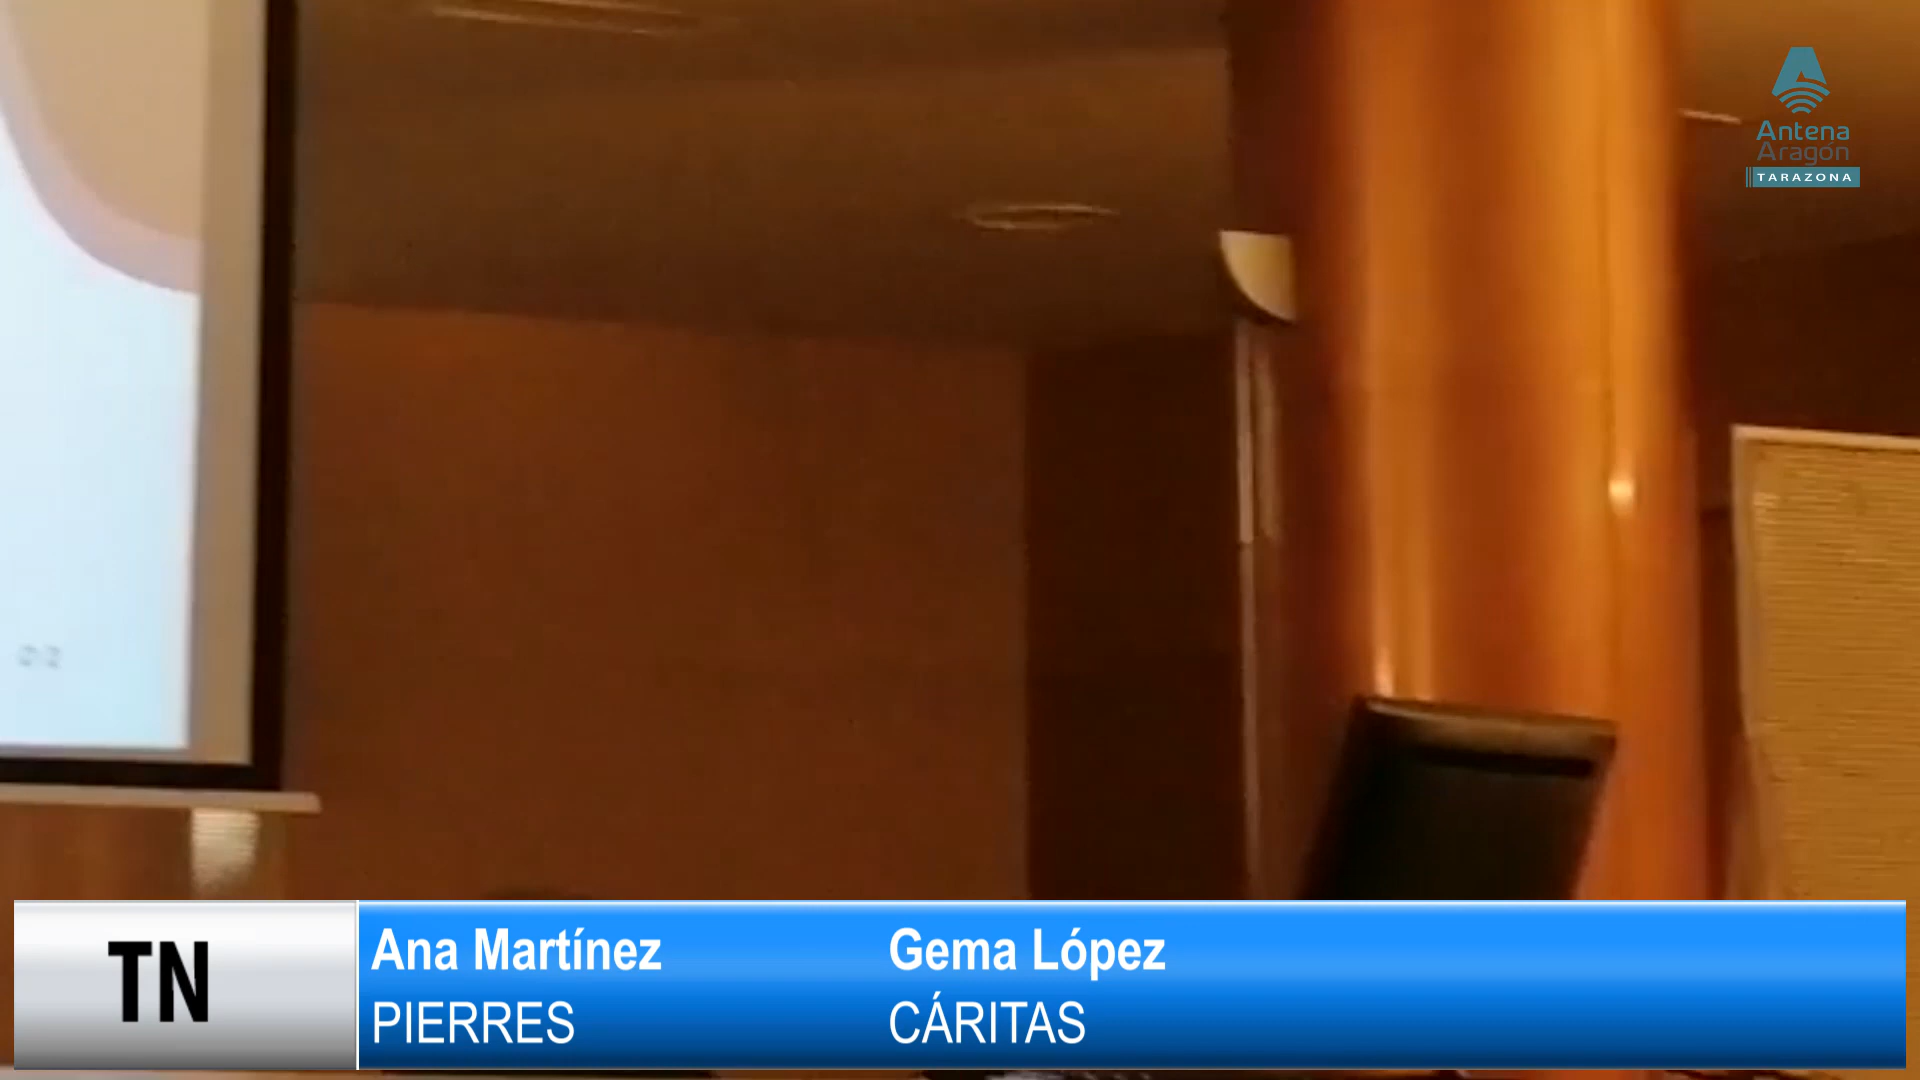 Antena
Aragón
TARAZONA
TN
Ana Martínez
PIERRES
Gema López
CÁRITAS